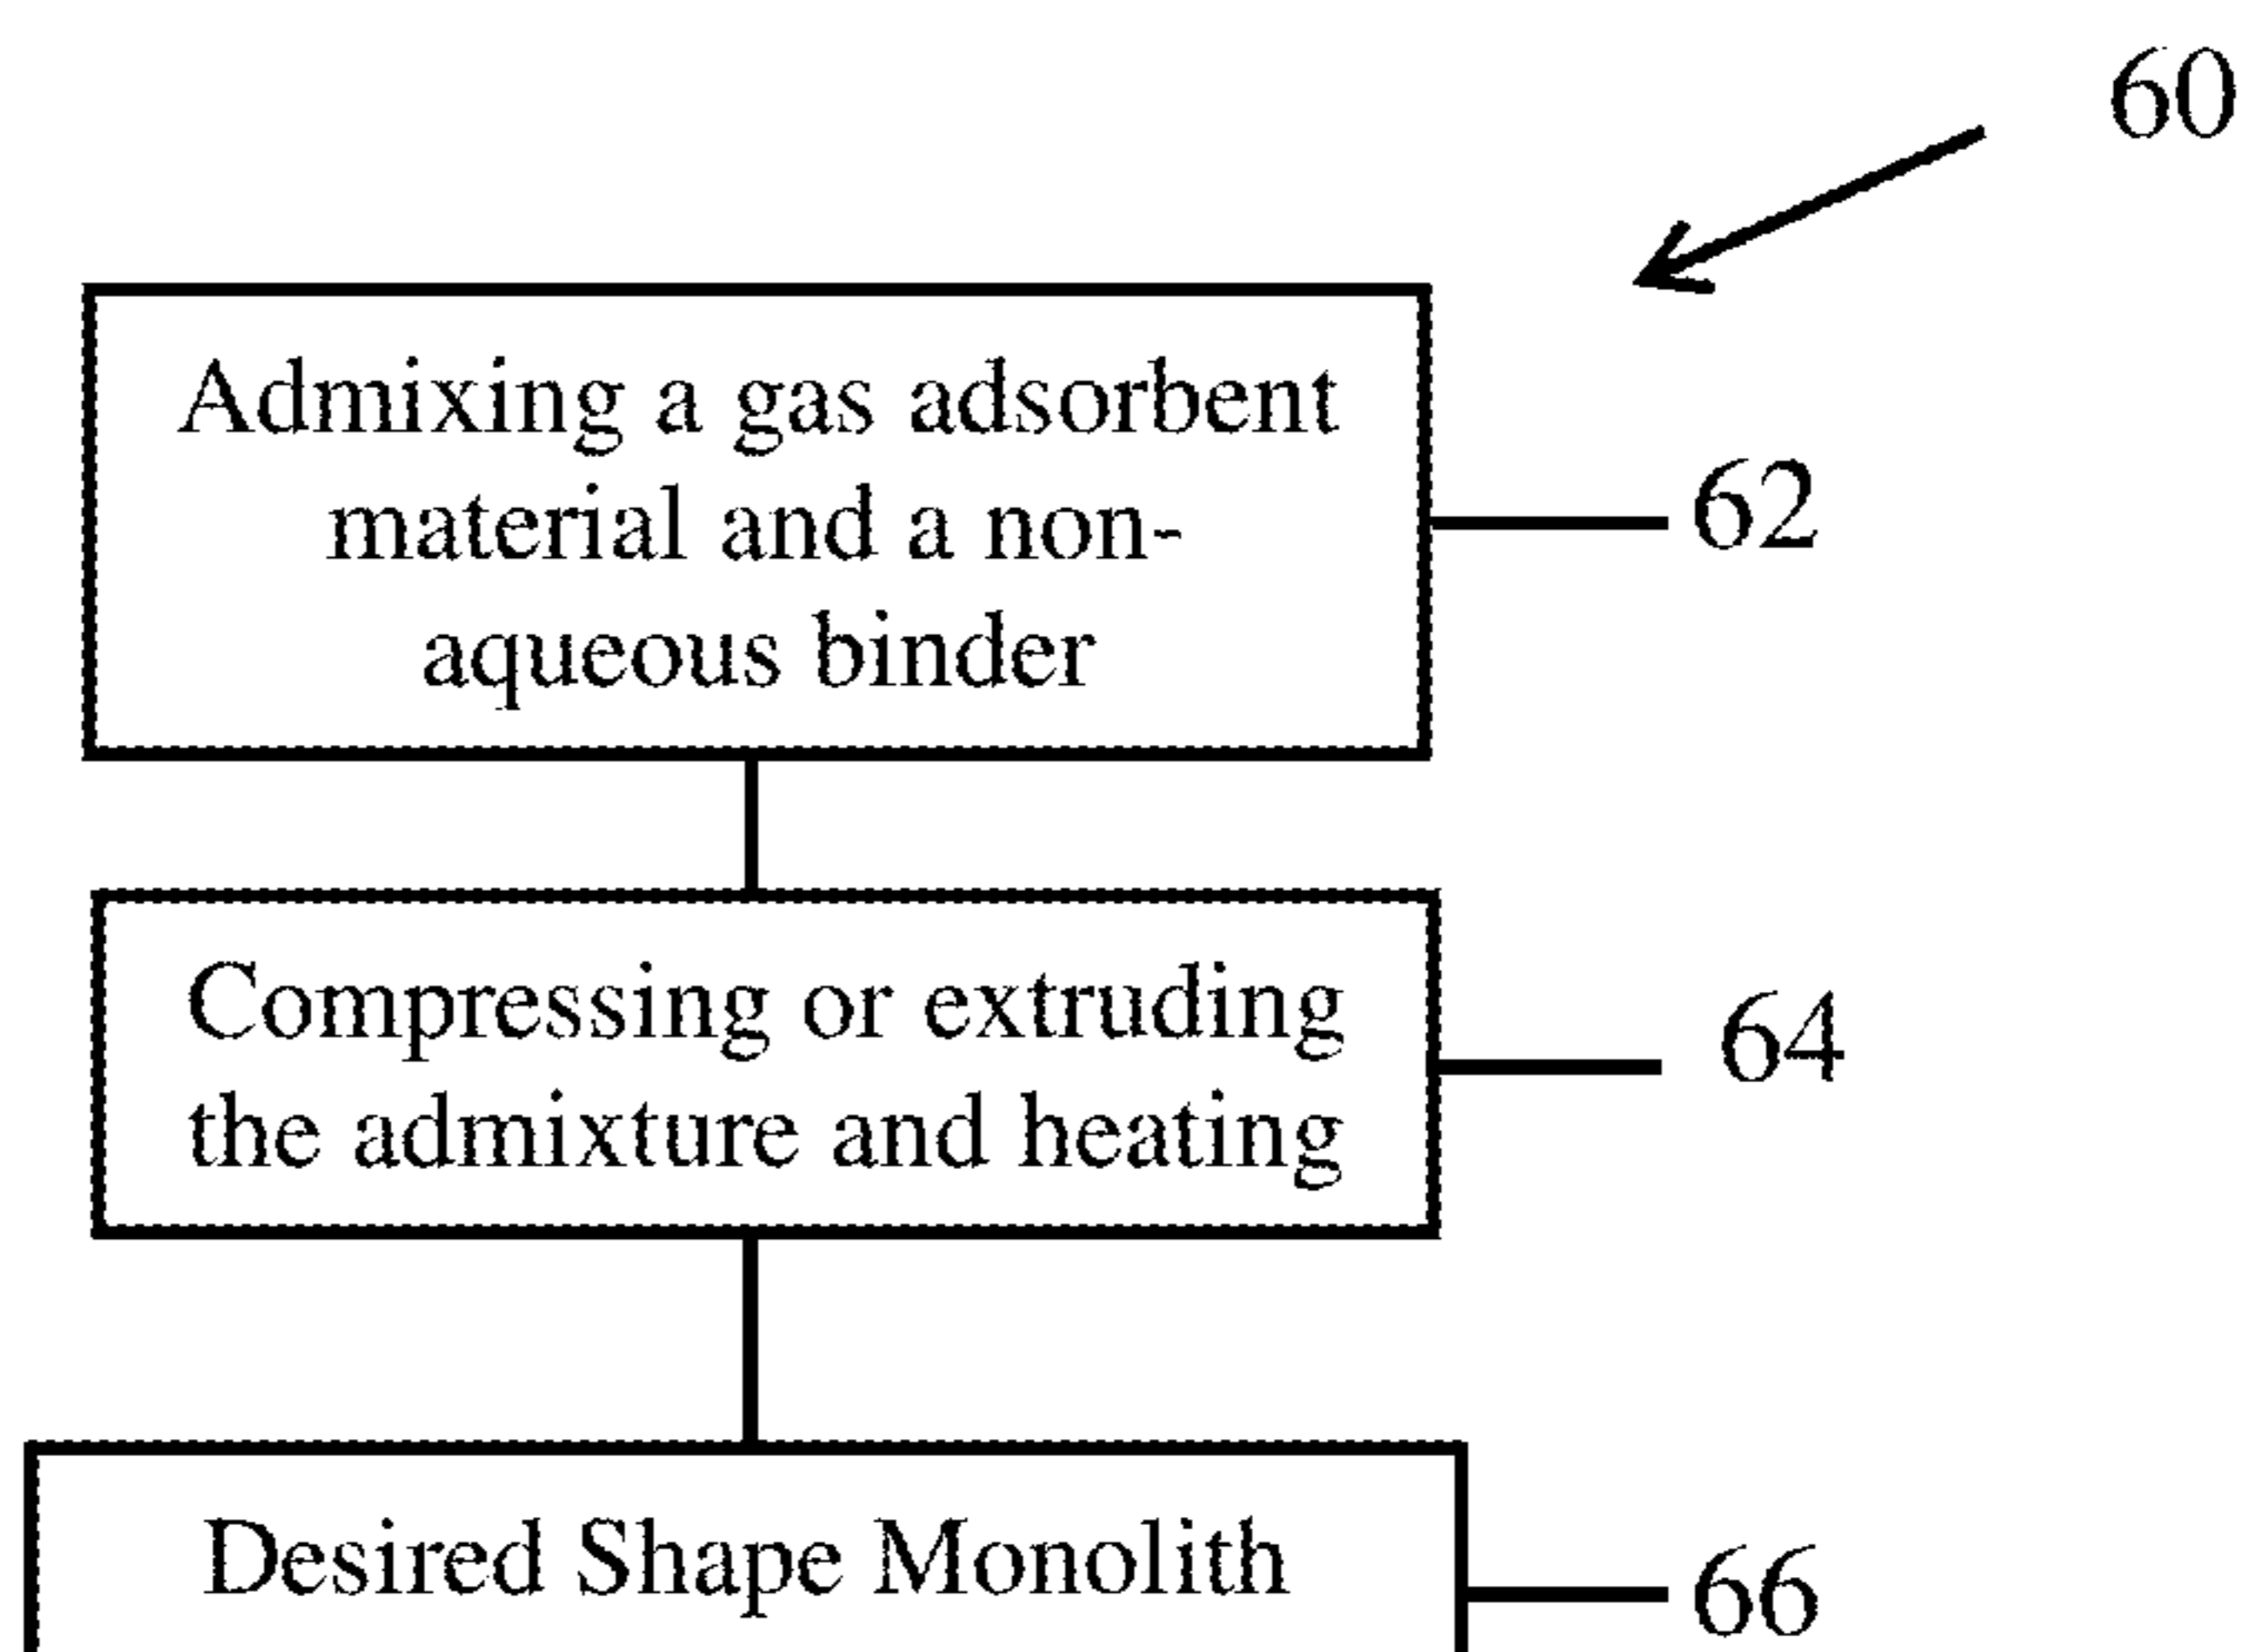 60
Admixing a gas adsorbent
material and a non-
aqueous binder
62
Compressing or extruding
the admixture and heating
64
Desired Shape Monolith
66